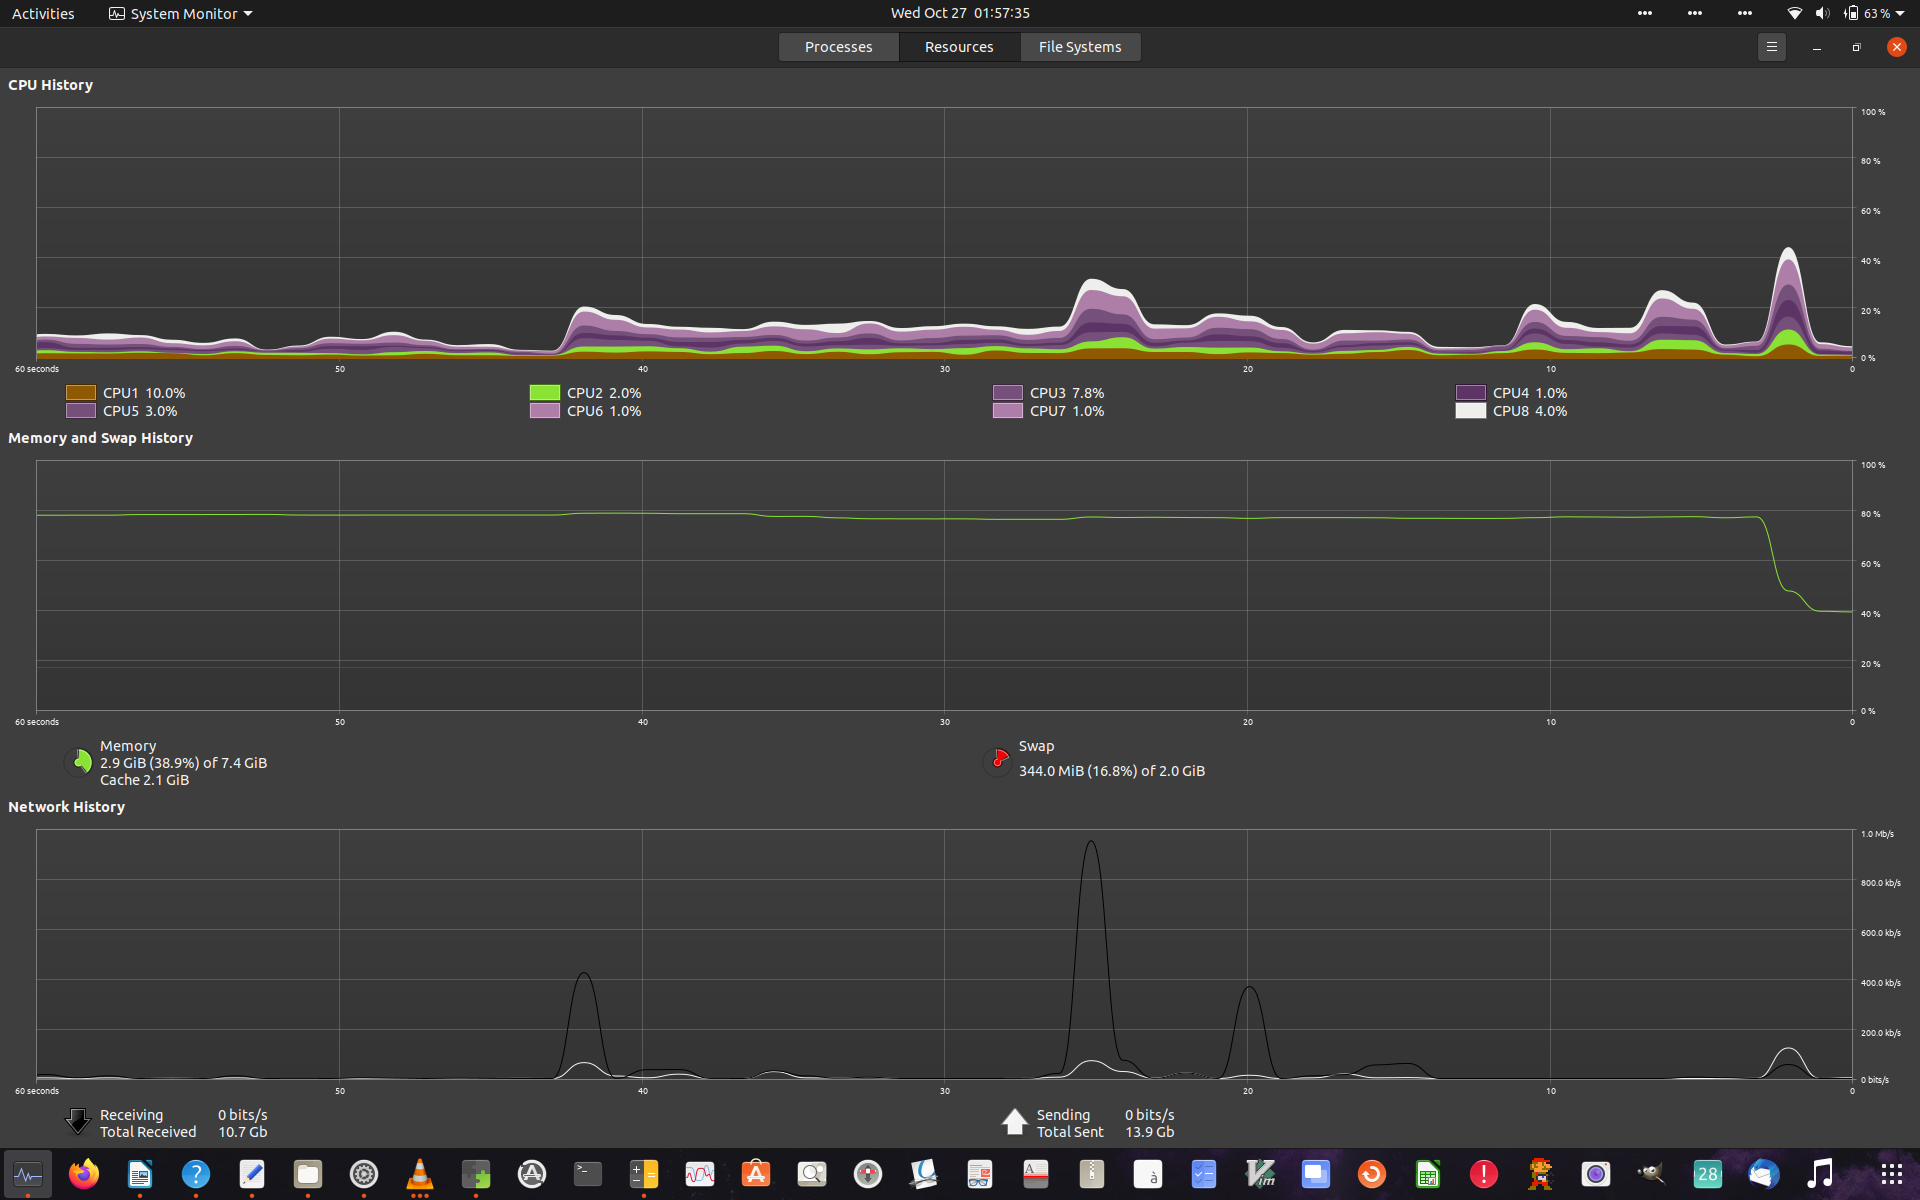 Activities System Monitor Wed Oct 27 01:57:35 63 %
Processes Resources File Systems
CPU History
100 %
80 %
60 %
40 %
20 %
0 %
60 seconds 50 40 30 20 10 0
CPU1 10.0% CPU2 2.0% CPU3 7.8% CPU4 1.0%
CPU5 3.0% CPU6 1.0% CPU7 1.0% CPU8 4.0%
Memory and Swap History
100 %
80 %
60 %
40 %
20 %
0 %
60 seconds 50 40 30 20 10 0
Memory
2.9 GiB (38.9%) of 7.4 GiB
Cache 2.1 GiB
Swap
344.0 MiB (16.8%) of 2.0 GiB
Network History
1.0 Mb/s
800.0 kb/s
600.0 kb/s
400.0 kb/s
200.0 kb/s
0 bits/s
60 seconds 50 40 30 20 10 0
Receiving 0 bits/s Sending 0 bits/s
Total Received 10.7 Gb Total Sent 13.9 Gb
? >_ A à Vim ! 28